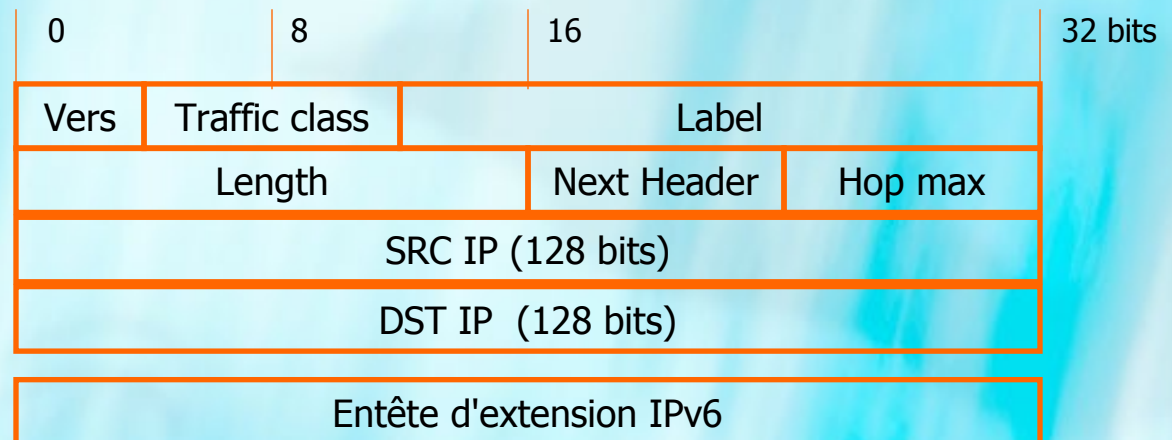 0 8 16 32 bits
Vers Traffic class Label
Length Next Header Hop max
SRC IP (128 bits)
DST IP (128 bits)
Entête d'extension IPv6